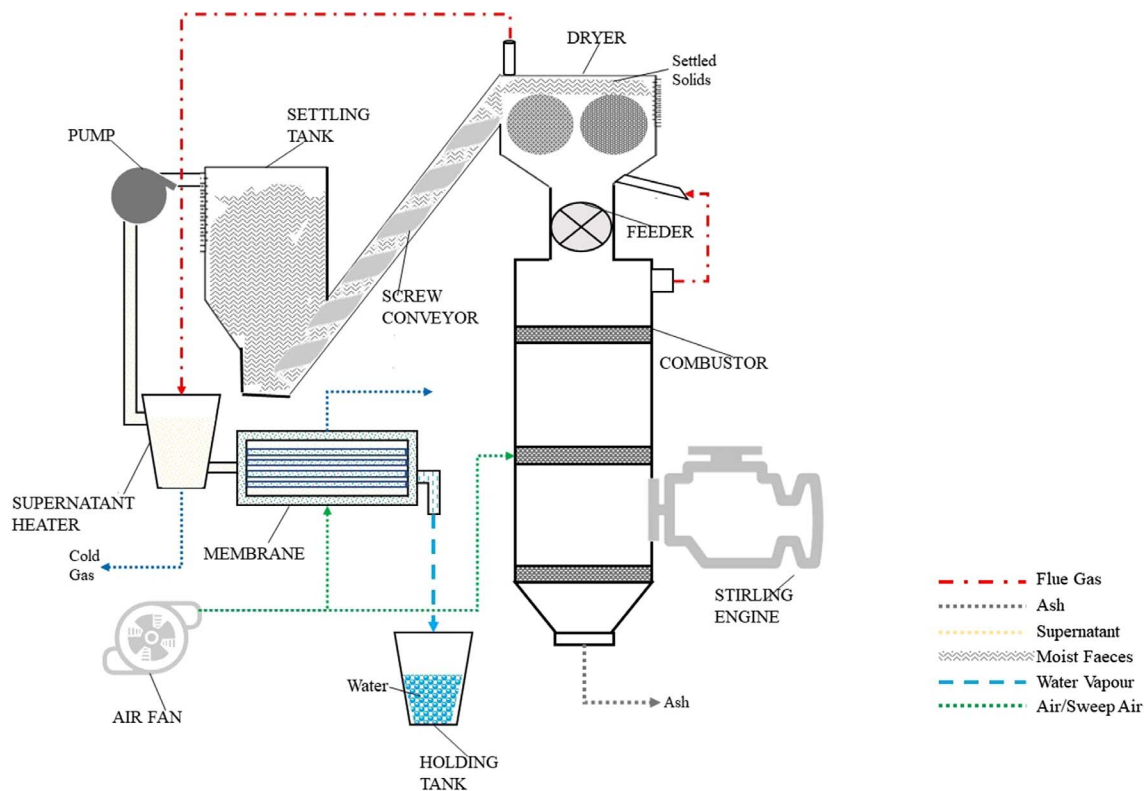 DRYER
Settled
Solids
SETTLING
TANK
PUMP
FEEDER
SCREW
CONVEYOR
COMBUSTOR
SUPERNATANT
HEATER
MEMBRANE
Cold
Gas
STIRLING
ENGINE
Flue Gas
Ash
Supernatant
Moist Faeces
Water Vapour
Air/Sweep Air
Water
Ash
AIR FAN
HOLDING
TANK